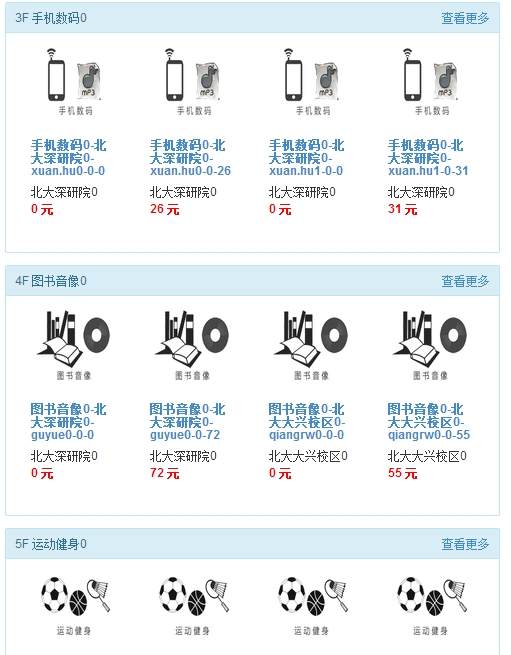 3F 手机数码0 查看更多
mP3 mP3 mP3 mP3
手机数码 手机数码 手机数码 手机数码
手机数码0-北 手机数码0-北 手机数码0-北 手机数码0-北
大深研院0- 大深研院0- 大深研院0- 大深研院0-
xuan.hu0-0-0 xuan.hu0-0-26 xuan.hu1-0-0 xuan.hu1-0-31
北大深研院0 北大深研院0 北大深研院0 北大深研院0
0 元 26 元 0 元 31 元
4F 图书音像0 查看更多
图书音像 图书音像 图书音像 图书音像
图书音像0-北 图书音像0-北 图书音像0-北 图书音像0-北
大深研院0- 大深研院0- 大大兴校区0- 大大兴校区0-
guyue0-0-0 guyue0-0-72 qiangrw0-0-0 qiangrw0-0-55
北大深研院0 北大深研院0 北大大兴校区0 北大大兴校区0
0 元 72 元 0 元 55 元
5F 运动健身0 查看更多
运动健身 运动健身 运动健身 运动健身